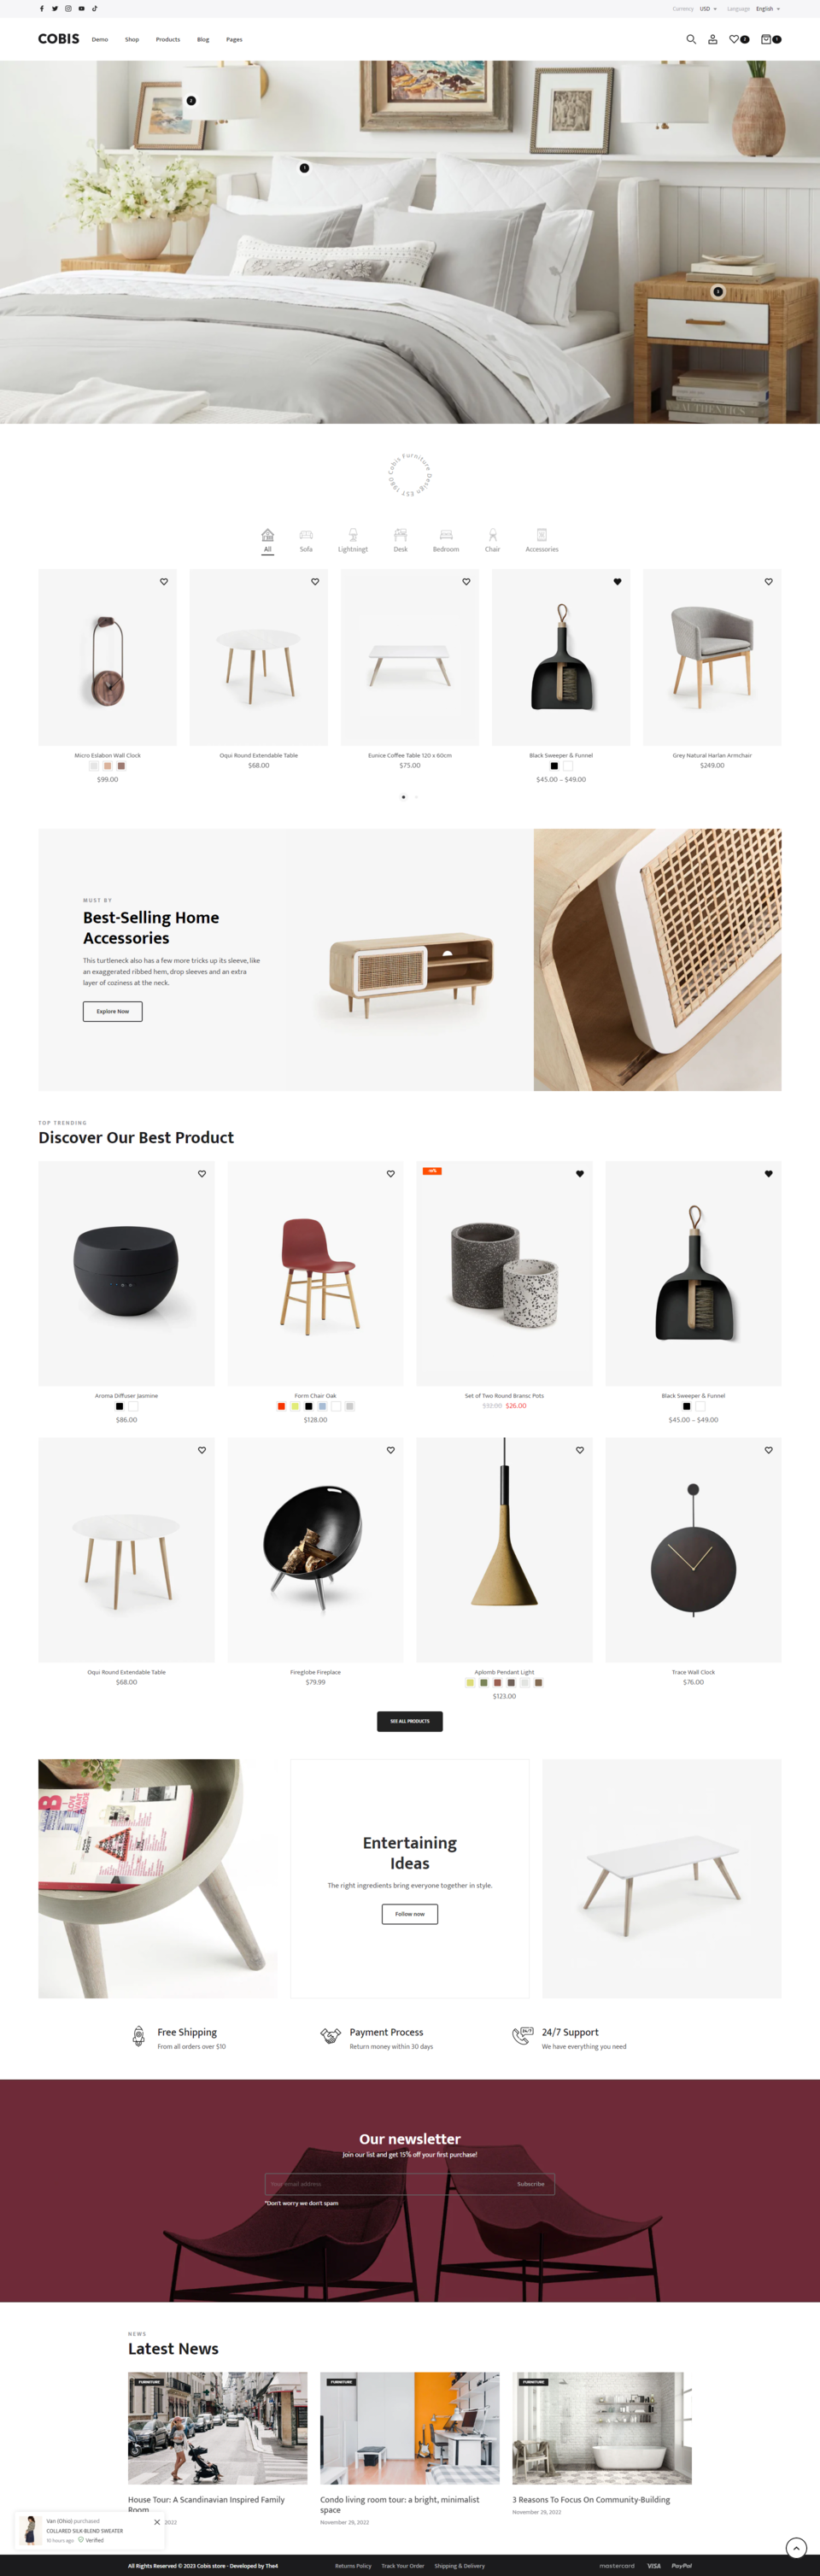 Currency USD Language English
COBIS Demo Shop Products Blog Pages
2 1
2
1
3
AUTHENTICS
Cobis Furniture Design EST 1980
All Sofa Lightningt Desk Bedroom Chair Accessories
Micro Eslabon Wall Clock
$99.00
Oqui Round Extendable Table
$68.00
Eunice Coffee Table 120 x 60cm
$75.00
Black Sweeper & Funnel
$45.00 – $49.00
Grey Natural Harlan Armchair
$249.00
MUST BY
Best-Selling Home
Accessories
This turtleneck also has a few more tricks up its sleeve, like
an exaggerated ribbed hem, drop sleeves and an extra
layer of coziness at the neck.
Explore Now
TOP TRENDING
Discover Our Best Product
Aroma Diffuser Jasmine
$86.00
Form Chair Oak
$128.00
Set of Two Round Bransc Pots
$32.00 $26.00
Black Sweeper & Funnel
$45.00 – $49.00
Oqui Round Extendable Table
$68.00
Fireglobe Fireplace
$79.99
Aplomb Pendant Light
$123.00
Trace Wall Clock
$76.00
SEE ALL PRODUCTS
Entertaining
Ideas
The right ingredients bring everyone together in style.
Follow now
Free Shipping
From all orders over $10
Payment Process
Return money within 30 days
24/7 Support
We have everything you need
Our newsletter
Join our list and get 15% off your first purchase!
Your email address Subscribe
*Don't worry we don't spam
NEWS
Latest News
FURNITURE
House Tour: A Scandinavian Inspired Family
Room
2022
FURNITURE
Condo living room tour: a bright, minimalist
space
November 29, 2022
FURNITURE
3 Reasons To Focus On Community-Building
November 29, 2022
Van (Ohio) purchased
COLLARED SILK-BLEND SWEATER
10 hours ago Verified
All Rights Reserved © 2023 Cobis store - Developed by The4
Returns Policy Track Your Order Shipping & Delivery
mastercard VISA PayPal